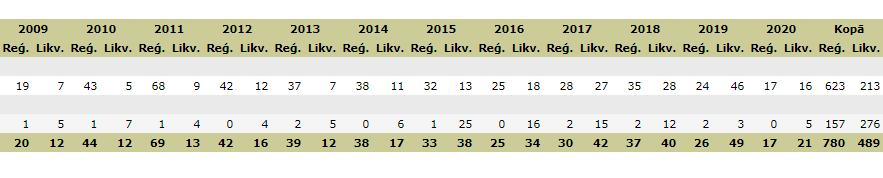 2009 2010 2011 2012 2013 2014 2015 2016 2017 2018 2019 2020 Kopā
Reģ. Likv. Reģ. Likv. Reģ. Likv. Reģ. Likv. Reģ. Likv. Reģ. Likv. Reģ. Likv. Reģ. Likv. Reģ. Likv. Reģ. Likv. Reģ. Likv. Reģ. Likv. Reģ. Likv.
19 7 43 5 68 9 42 12 37 7 38 11 32 13 25 18 28 27 35 28 24 46 17 16 623 213
1 5 1 7 1 4 0 4 2 5 0 6 1 25 0 16 2 15 2 12 2 3 0 5 157 276
20 12 44 12 69 13 42 16 39 12 38 17 33 38 25 34 30 42 37 40 26 49 17 21 780 489